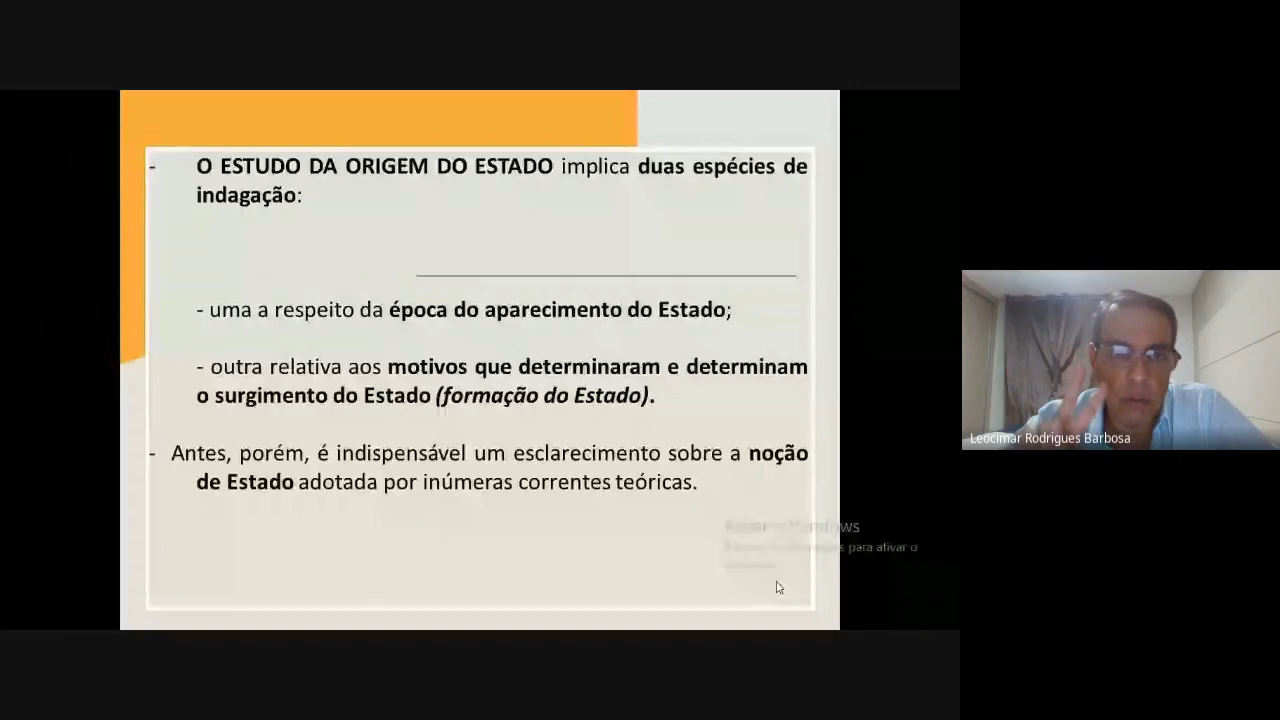 - O ESTUDO DA ORIGEM DO ESTADO implica duas espécies de
indagação:
- uma a respeito da época do aparecimento do Estado;
- outra relativa aos motivos que determinaram e determinam
o surgimento do Estado (formação do Estado).
- Antes, porém, é indispensável um esclarecimento sobre a noção
de Estado adotada por inúmeras correntes teóricas.
para ativar o
Leocimar Rodrigues Barbosa